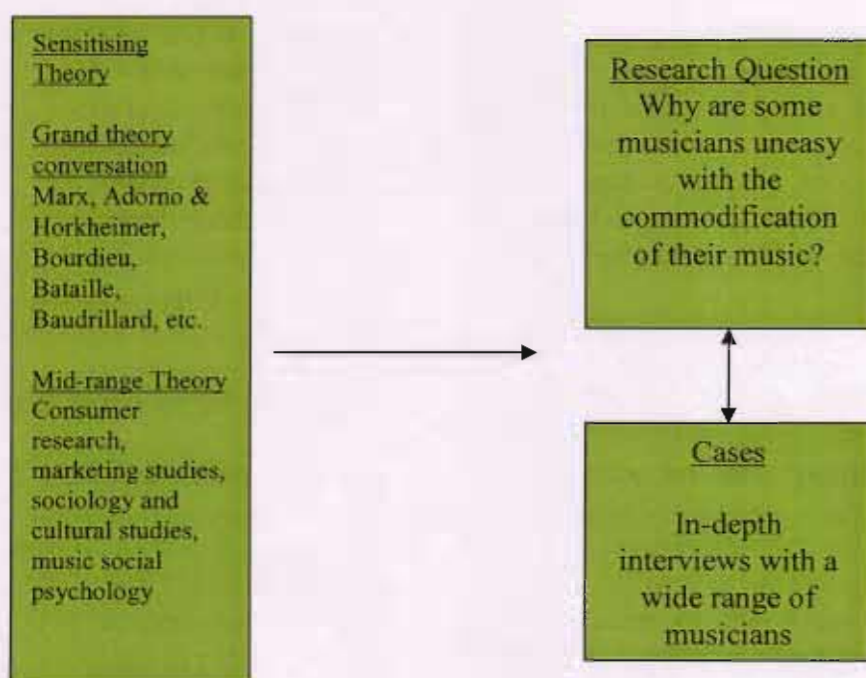 Sensitising
Theory
Grand theory
conversation
Marx, Adorno &
Horkheimer,
Bourdieu,
Bataille,
Baudrillard, etc.
Mid-range Theory
Consumer
research,
marketing studies,
sociology and
cultural studies,
music social
psychology
Research Question
Why are some
musicians uneasy
with the
commodification
of their music?
Cases
In-depth
interviews with a
wide range of
musicians